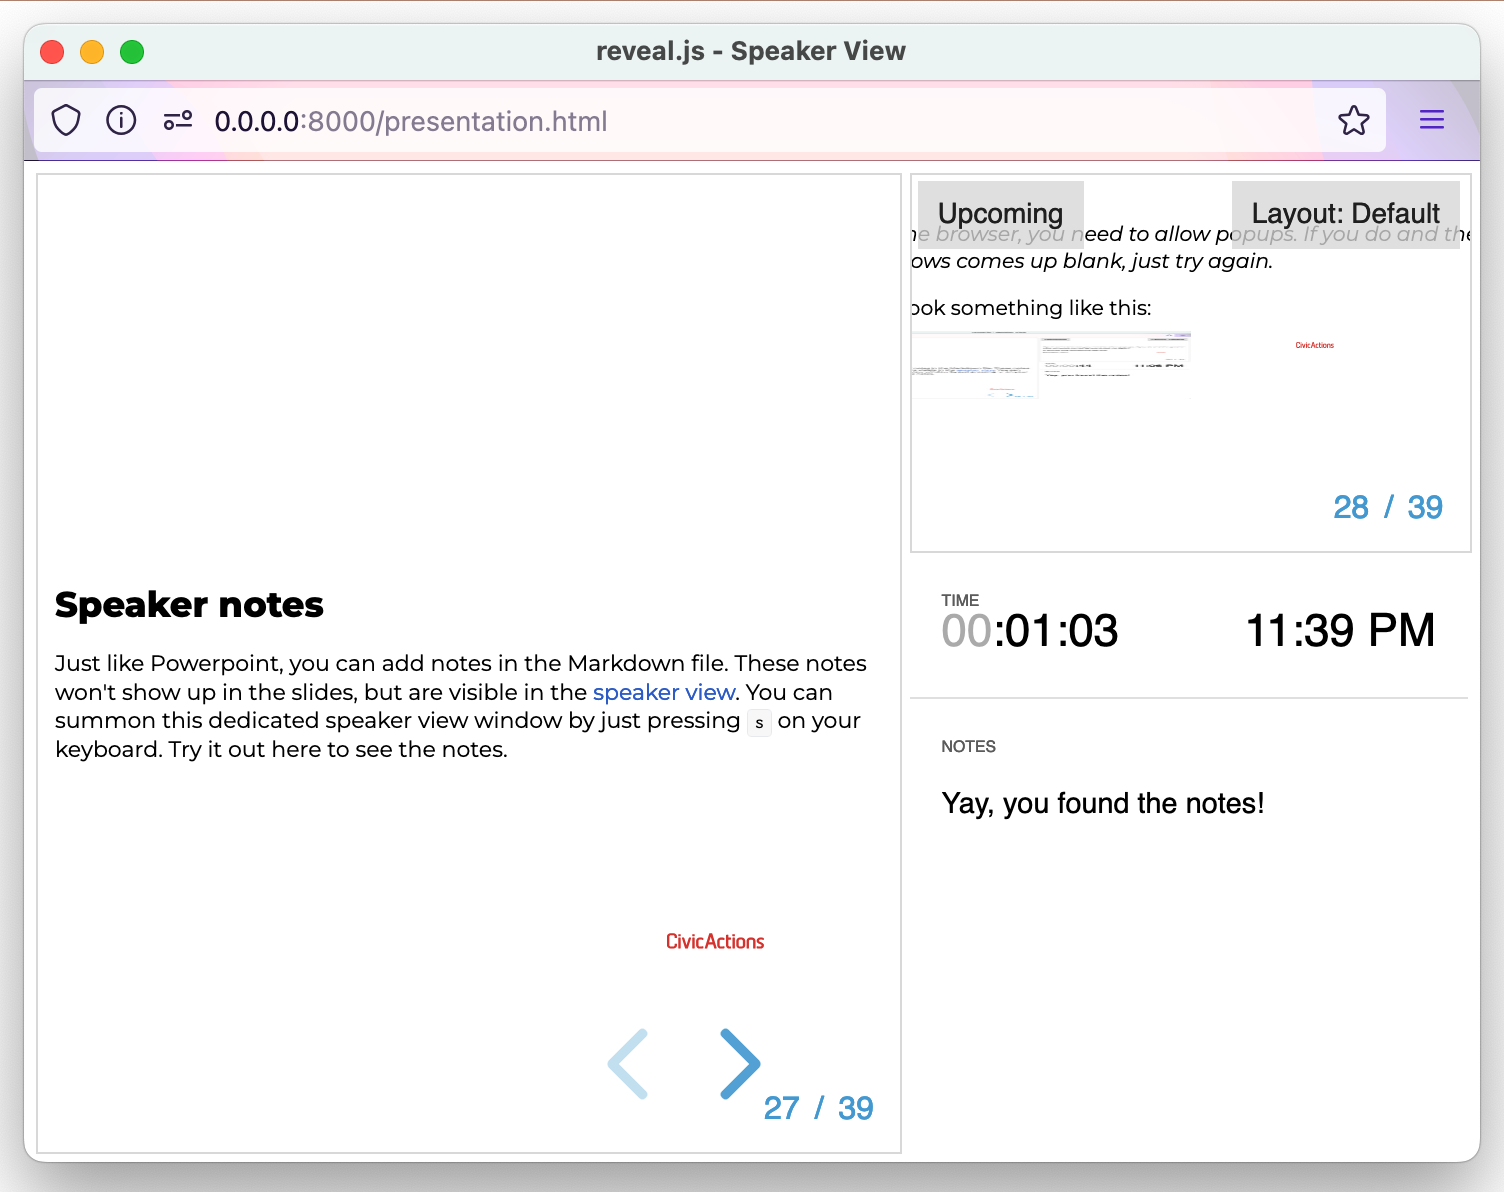 reveal.js - Speaker View
0.0.0.0:8000/presentation.html
Speaker notes
Just like Powerpoint, you can add notes in the Markdown file. These notes
won't show up in the slides, but are visible in the speaker view. You can
summon this dedicated speaker view window by just pressing s on your
keyboard. Try it out here to see the notes.
CivicActions
27 / 39
Upcoming
Layout: Default
browser, you need to allow popups. If you do and the
ows comes up blank, just try again.
ook something like this:
CivicActions
28 / 39
TIME
00:01:03
11:39 PM
NOTES
Yay, you found the notes!